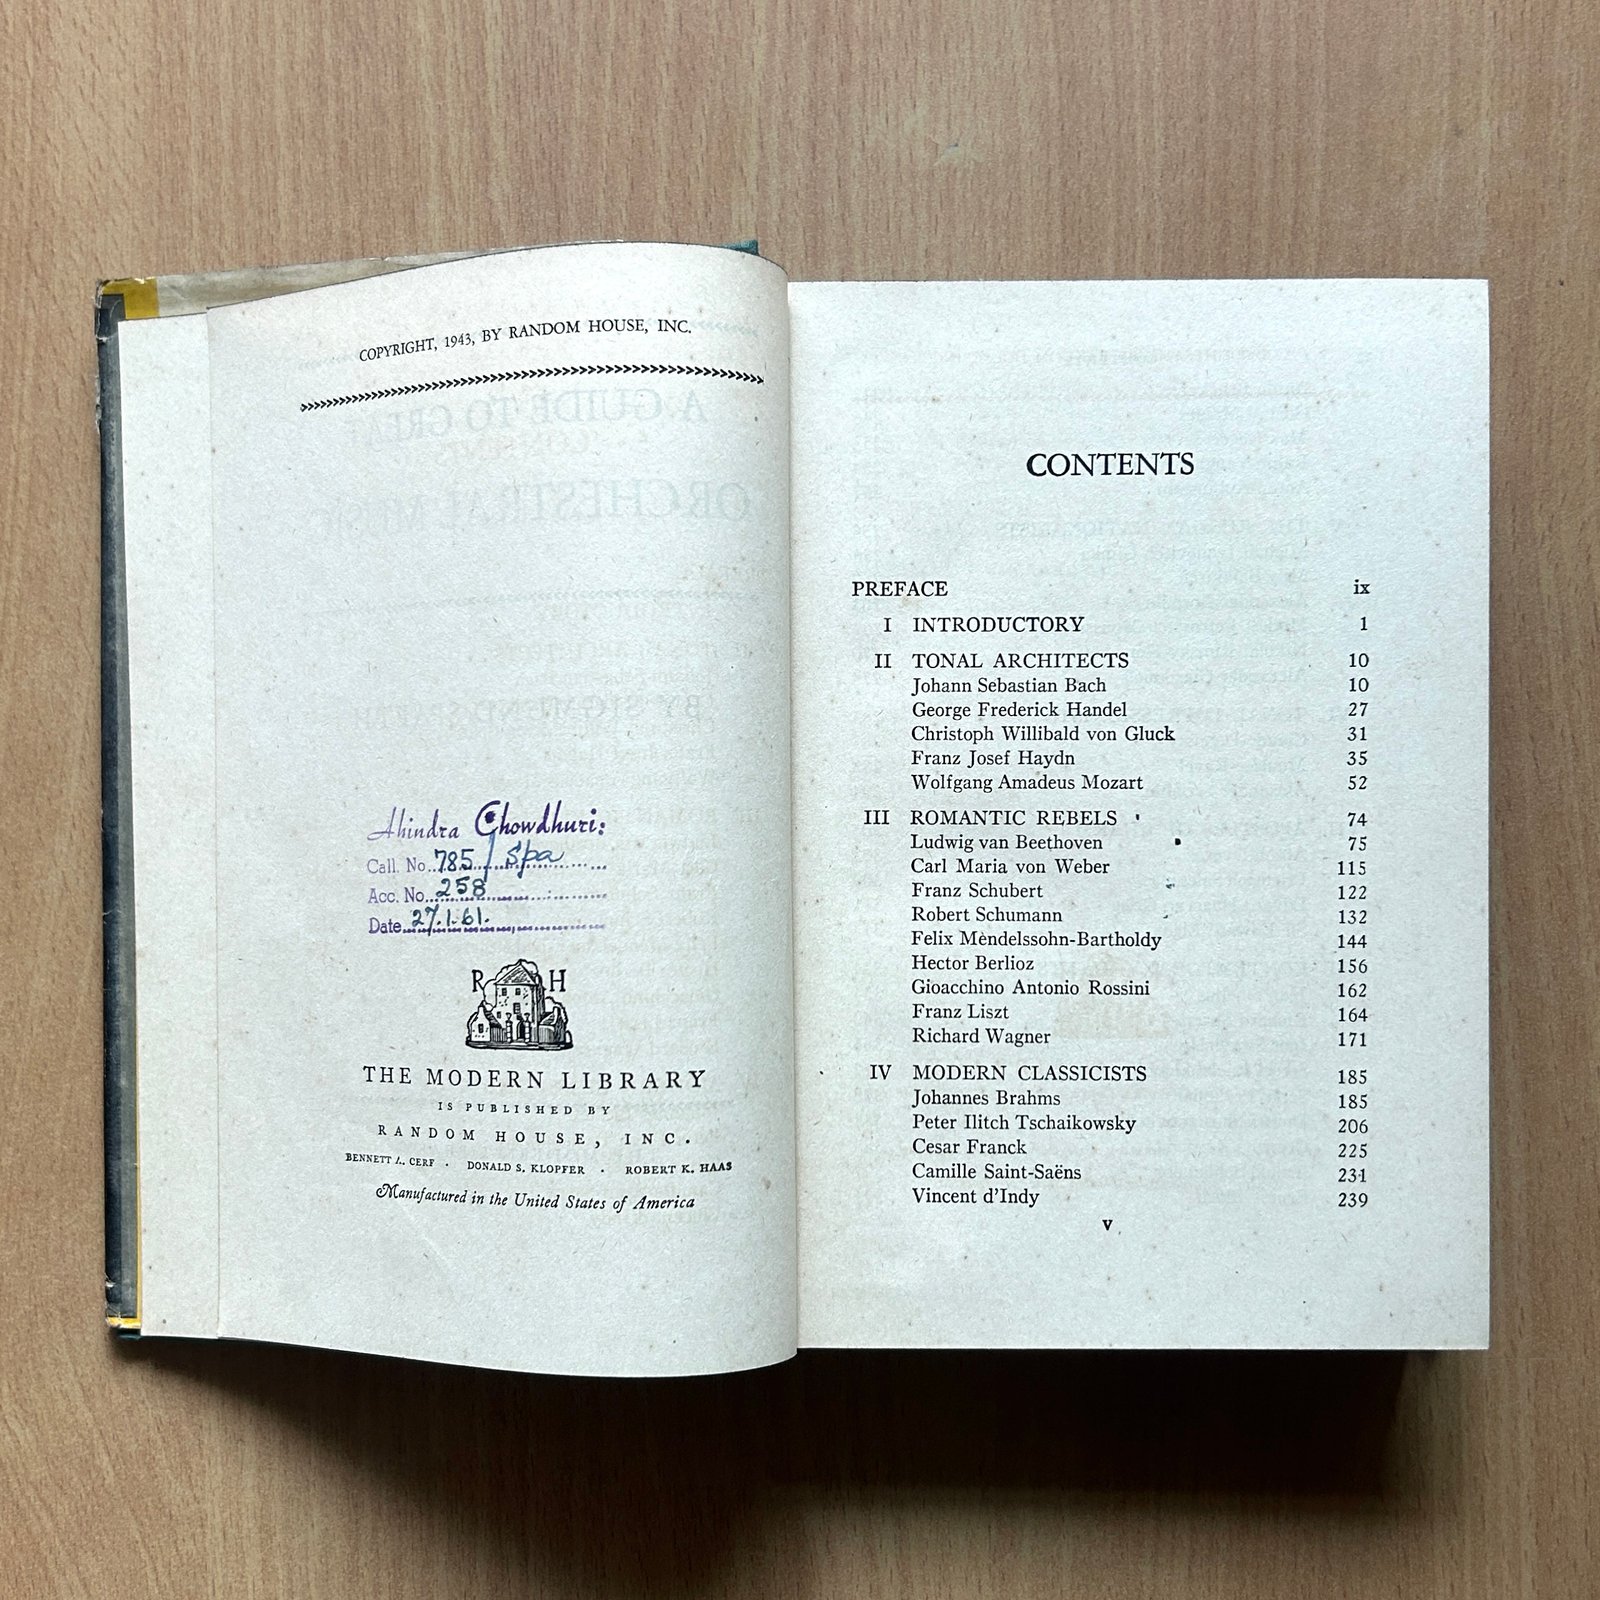 COPYRIGHT, 1943, BY RANDOM HOUSE, INC.
Ahindra Chowdhuri:
Call. No. 785 / Spa
Acc. No. 258
Date 27.1.61.
R H
THE MODERN LIBRARY
IS PUBLISHED BY
RANDOM HOUSE, INC.
BENNETT A. CERF · DONALD S. KLOPFER · ROBERT K. HAAS
Manufactured in the United States of America
CONTENTS
PREFACE ix
I INTRODUCTORY 1
II TONAL ARCHITECTS 10
Johann Sebastian Bach 10
George Frederick Handel 27
Christoph Willibald von Gluck 31
Franz Josef Haydn 35
Wolfgang Amadeus Mozart 52
III ROMANTIC REBELS 74
Ludwig van Beethoven 75
Carl Maria von Weber 115
Franz Schubert 122
Robert Schumann 132
Felix Mendelssohn-Bartholdy 144
Hector Berlioz 156
Gioacchino Antonio Rossini 162
Franz Liszt 164
Richard Wagner 171
IV MODERN CLASSICISTS 185
Johannes Brahms 185
Peter Ilitch Tschaikowsky 206
Cesar Franck 225
Camille Saint-Saëns 231
Vincent d'Indy 239
v